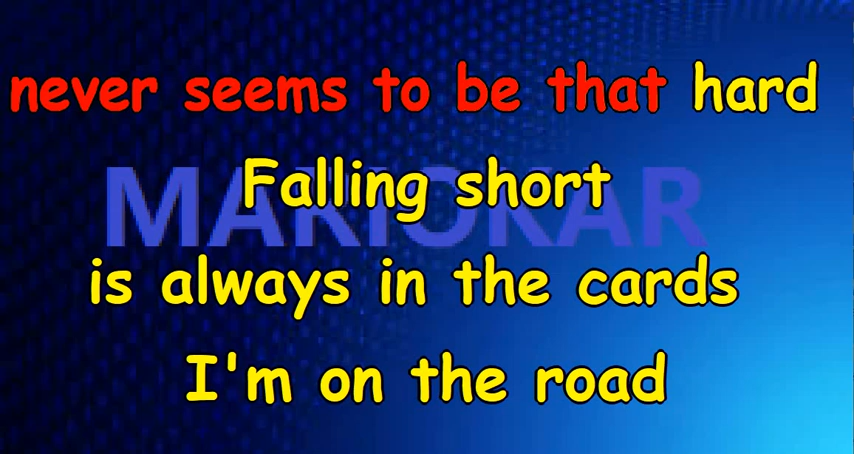 never seems to be that hard
Falling short
MARIOKAR
is always in the cards
I'm on the road